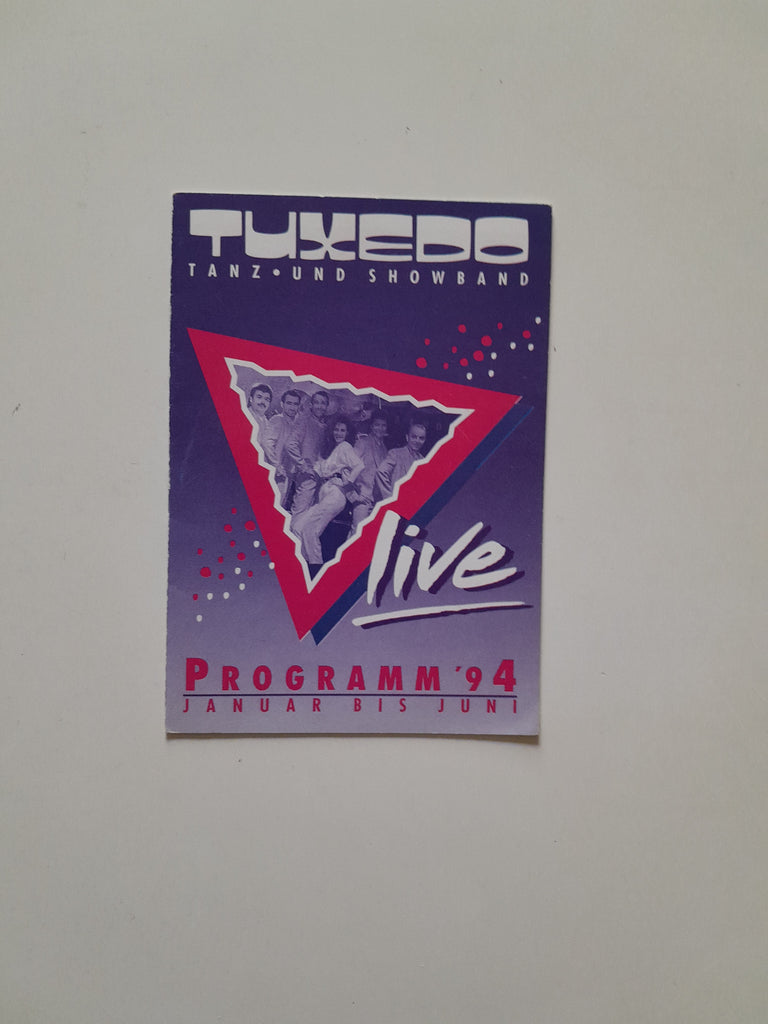 TUXEDO
TANZ • UND SHOWBAND
live
PROGRAMM '94
JANUAR BIS JUNI